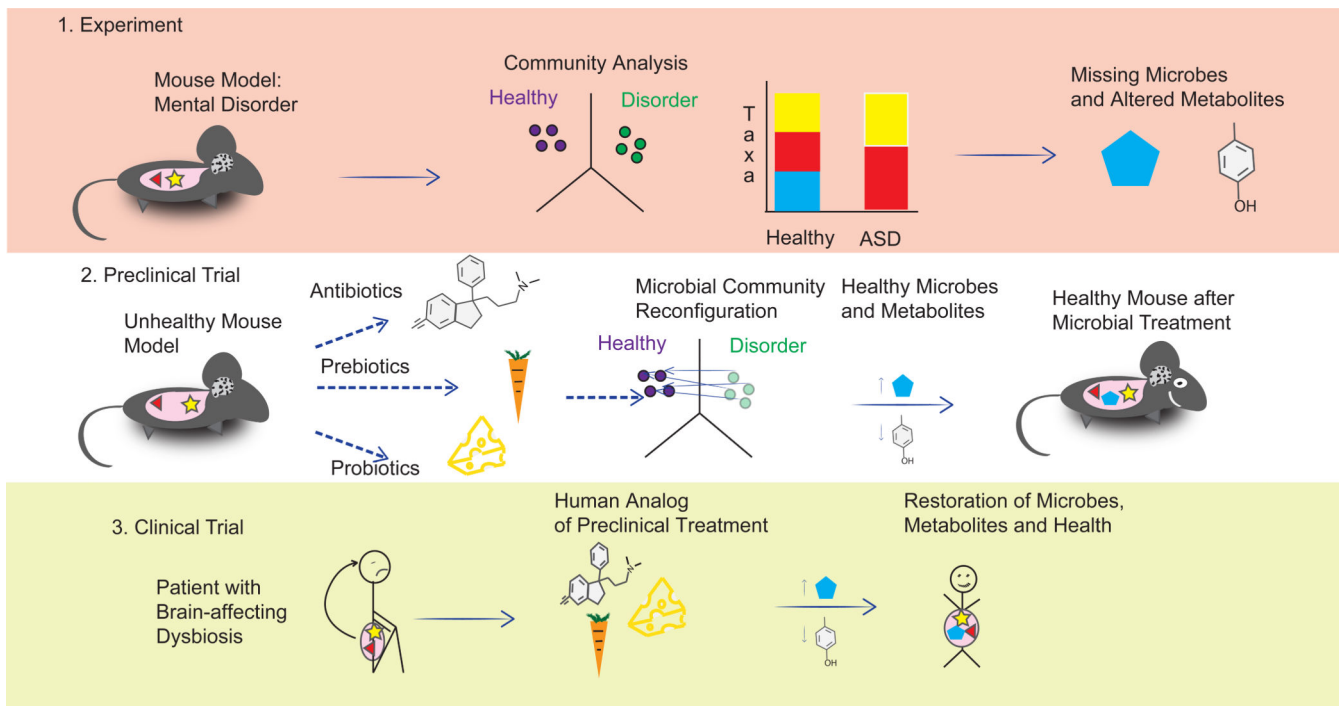 1. Experiment
Mouse Model:
Mental Disorder
Community Analysis
Healthy
Disorder
Taxa
Healthy
ASD
Missing Microbes
and Altered Metabolites
OH
2. Preclinical Trial
Unhealthy Mouse
Model
Antibiotics
N
Prebiotics
Probiotics
Microbial Community
Reconfiguration
Healthy
Disorder
Healthy Microbes
and Metabolites
OH
Healthy Mouse after
Microbial Treatment
3. Clinical Trial
Patient with
Brain-affecting
Dysbiosis
Human Analog
of Preclinical Treatment
N
Restoration of Microbes,
Metabolites and Health
OH